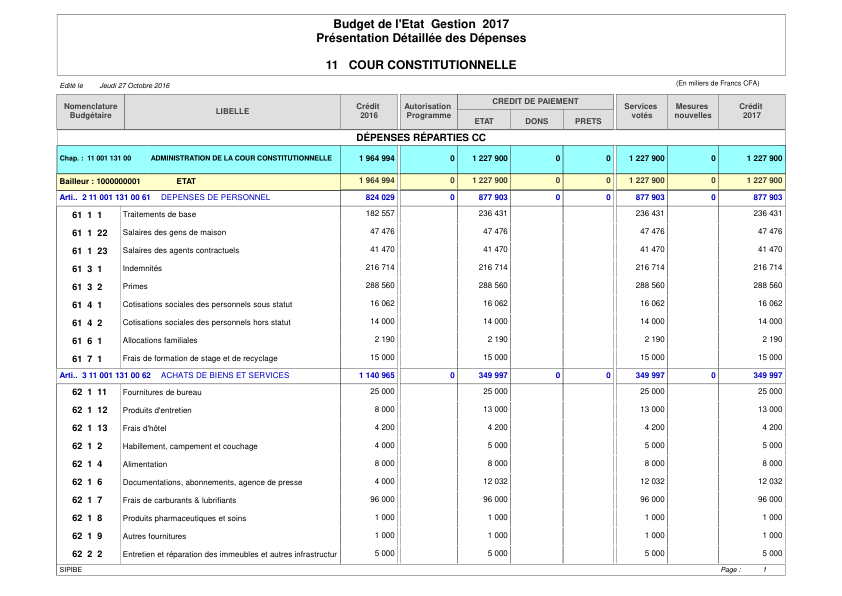 Budget de l'Etat Gestion 2017
Présentation Détaillée des Dépenses
11 COUR CONSTITUTIONNELLE
Edité le Jeudi 27 Octobre 2016
(En miliers de Francs CFA)
Nomenclature Budgétaire LIBELLE Crédit 2016 Autorisation Programme CREDIT DE PAIEMENT ETAT DONS PRETS Services votés Mesures nouvelles Crédit 2017
DÉPENSES RÉPARTIES CC
Chap. : 11 001 131 00 ADMINISTRATION DE LA COUR CONSTITUTIONNELLE 1 964 994 0 1 227 900 0 0 1 227 900 0 1 227 900
Bailleur : 1000000001 ETAT 1 964 994 0 1 227 900 0 0 1 227 900 0 1 227 900
Arti.. 2 11 001 131 00 61 DEPENSES DE PERSONNEL 824 029 0 877 903 0 0 877 903 0 877 903
61 1 1 Traitements de base 182 557 236 431 236 431 236 431
61 1 22 Salaires des gens de maison 47 476 47 476 47 476 47 476
61 1 23 Salaires des agents contractuels 41 470 41 470 41 470 41 470
61 3 1 Indemnités 216 714 216 714 216 714 216 714
61 3 2 Primes 288 560 288 560 288 560 288 560
61 4 1 Cotisations sociales des personnels sous statut 16 062 16 062 16 062 16 062
61 4 2 Cotisations sociales des personnels hors statut 14 000 14 000 14 000 14 000
61 6 1 Allocations familiales 2 190 2 190 2 190 2 190
61 7 1 Frais de formation de stage et de recyclage 15 000 15 000 15 000 15 000
Arti.. 3 11 001 131 00 62 ACHATS DE BIENS ET SERVICES 1 140 965 0 349 997 0 0 349 997 0 349 997
62 1 11 Fournitures de bureau 25 000 25 000 25 000 25 000
62 1 12 Produits d'entretien 8 000 13 000 13 000 13 000
62 1 13 Frais d'hôtel 4 200 4 200 4 200 4 200
62 1 2 Habillement, campement et couchage 4 000 5 000 5 000 5 000
62 1 4 Alimentation 8 000 8 000 8 000 8 000
62 1 6 Documentations, abonnements, agence de presse 4 000 12 032 12 032 12 032
62 1 7 Frais de carburants & lubrifiants 96 000 96 000 96 000 96 000
62 1 8 Produits pharmaceutiques et soins 1 000 1 000 1 000 1 000
62 1 9 Autres fournitures 1 000 1 000 1 000 1 000
62 2 2 Entretien et réparation des immeubles et autres infrastructur 5 000 5 000 5 000 5 000
SIPIBE Page : 1